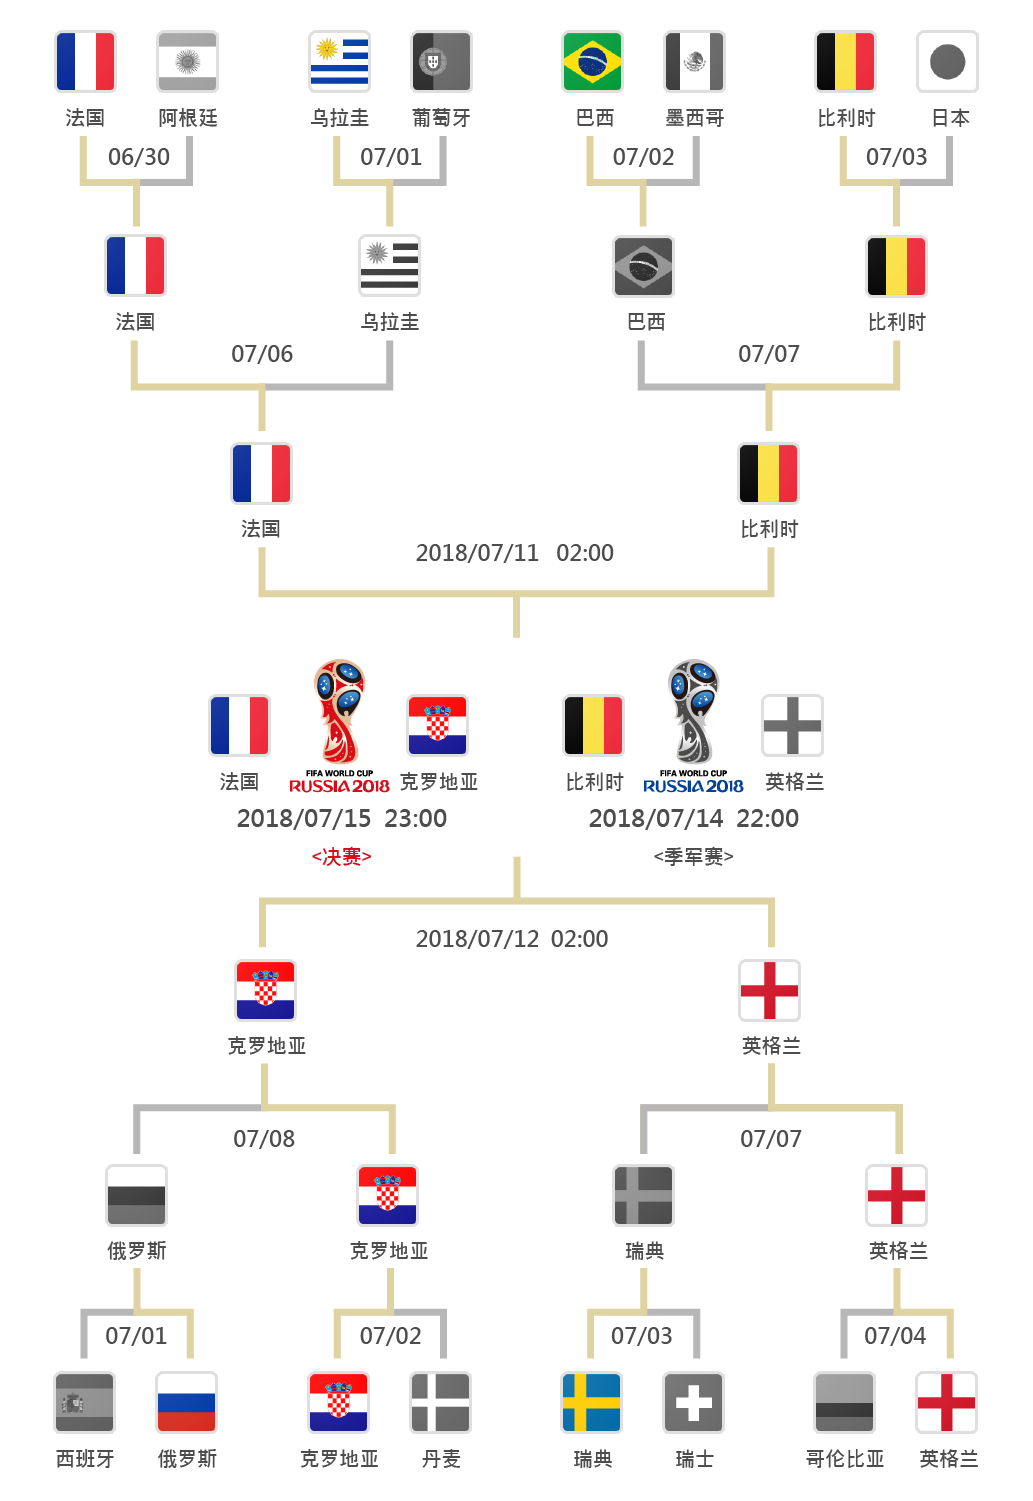 法国 阿根廷 乌拉圭 葡萄牙 巴西 墨西哥 比利时 日本
06/30 07/01 07/02 07/03
法国 乌拉圭 巴西 比利时
07/06 07/07
法国 比利时
2018/07/11 02:00
FIFA WORLD CUP FIFA WORLD CUP
法国 RUSSIA 2018 克罗地亚 比利时 RUSSIA 2018 英格兰
2018/07/15 23:00 2018/07/14 22:00
<决赛> <季军赛>
2018/07/12 02:00
克罗地亚 英格兰
07/08 07/07
俄罗斯 克罗地亚 瑞典 英格兰
07/01 07/02 07/03 07/04
西班牙 俄罗斯 克罗地亚 丹麦 瑞典 瑞士 哥伦比亚 英格兰